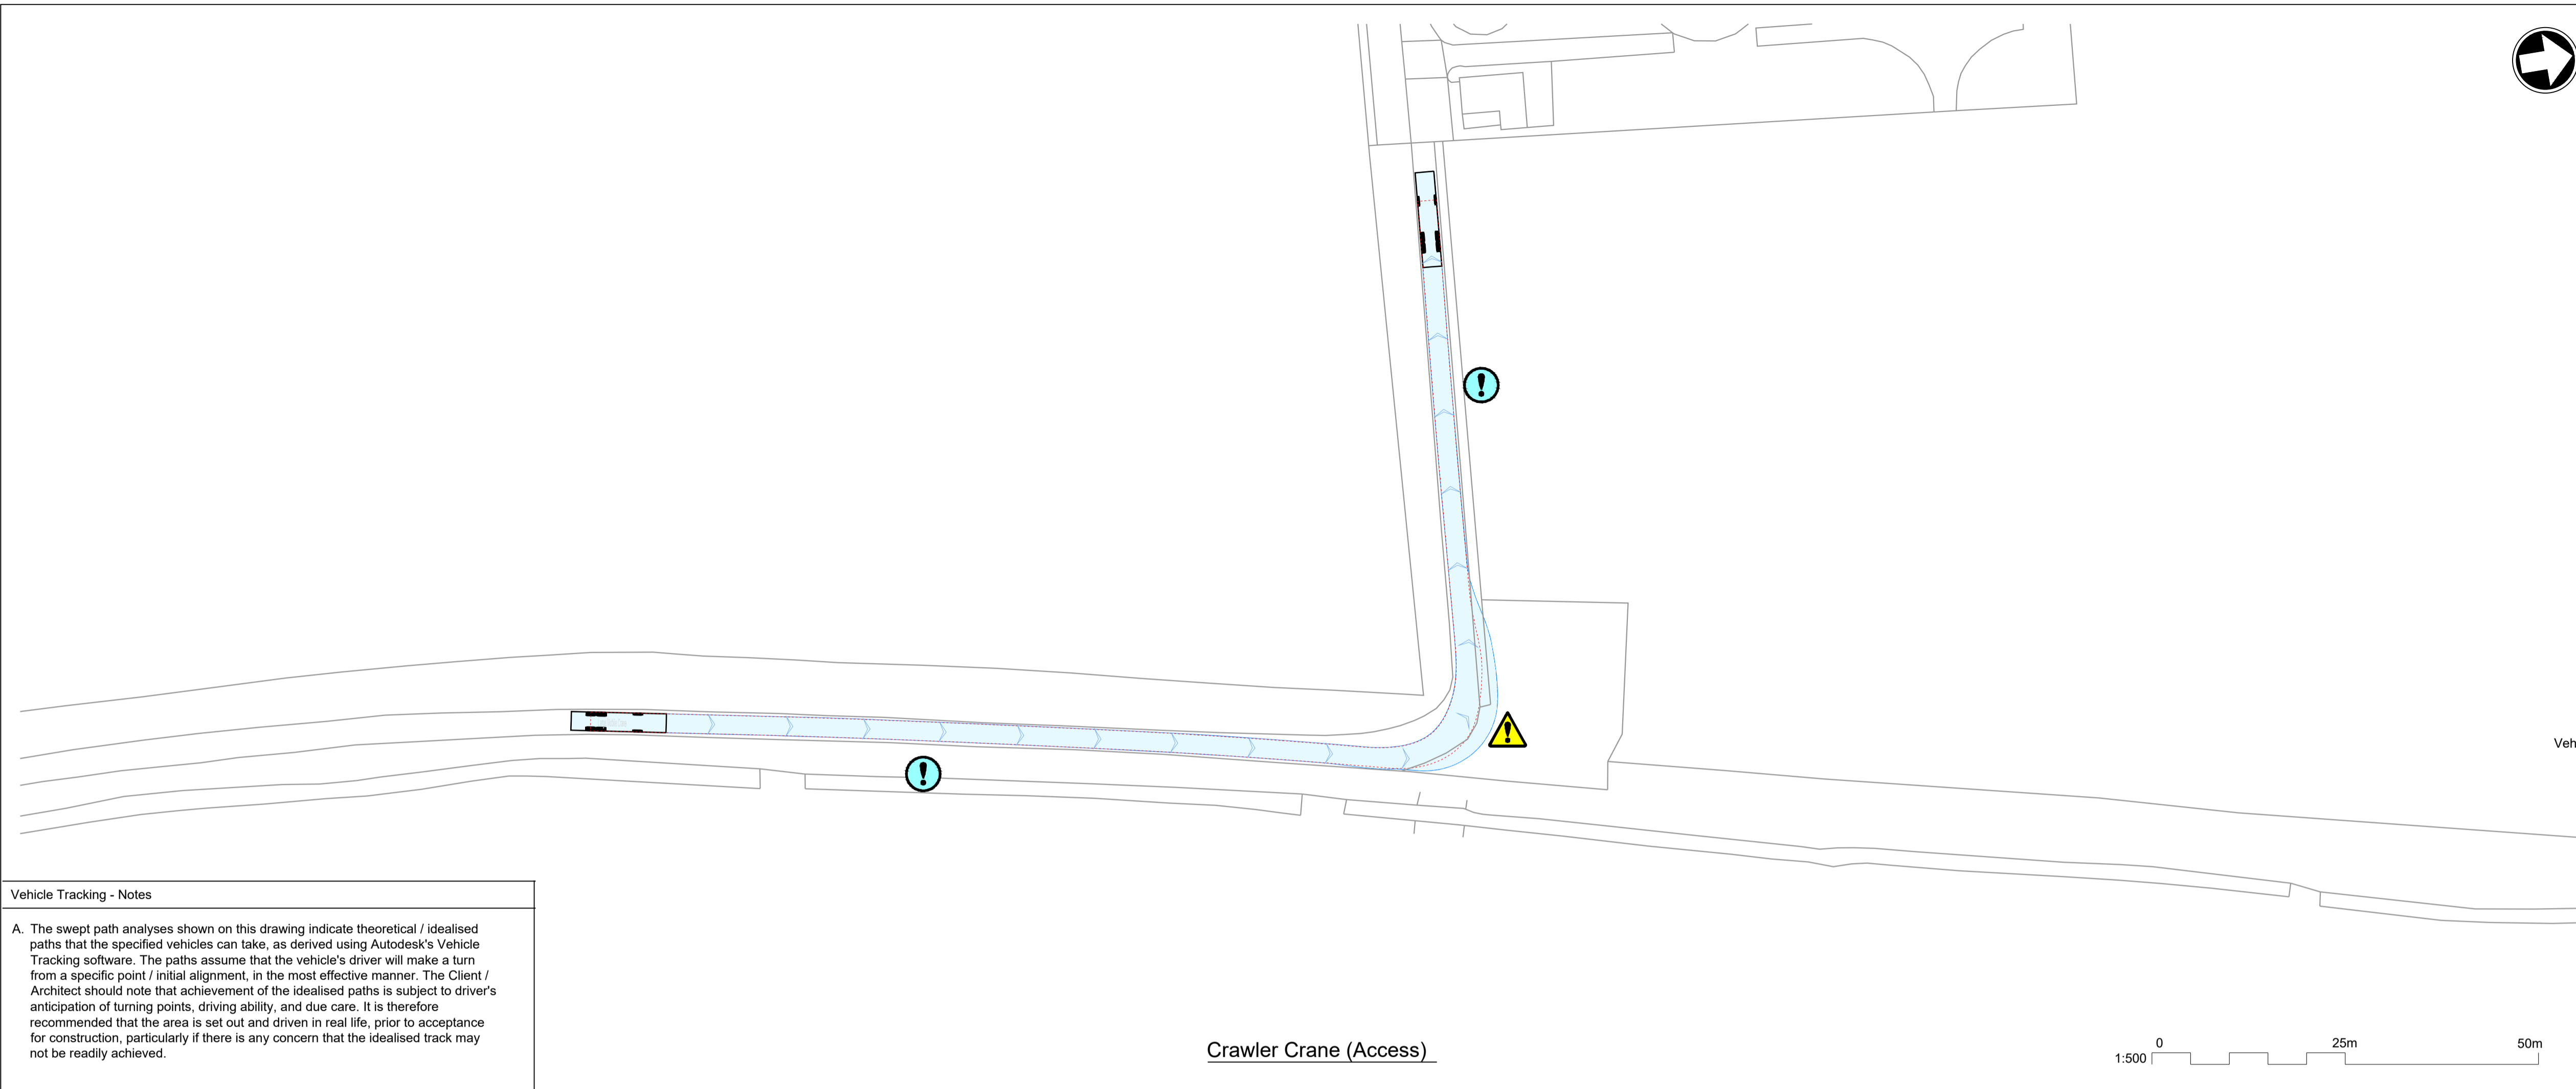 Veh
Vehicle Tracking - Notes
A. The swept path analyses shown on this drawing indicate theoretical / idealised
paths that the specified vehicles can take, as derived using Autodesk's Vehicle
Tracking software. The paths assume that the vehicle's driver will make a turn
from a specific point / initial alignment, in the most effective manner. The Client /
Architect should note that achievement of the idealised paths is subject to driver's
anticipation of turning points, driving ability, and due care. It is therefore
recommended that the area is set out and driven in real life, prior to acceptance
for construction, particularly if there is any concern that the idealised track may
not be readily achieved.
Crawler Crane (Access)
0 25m 50m
1:500